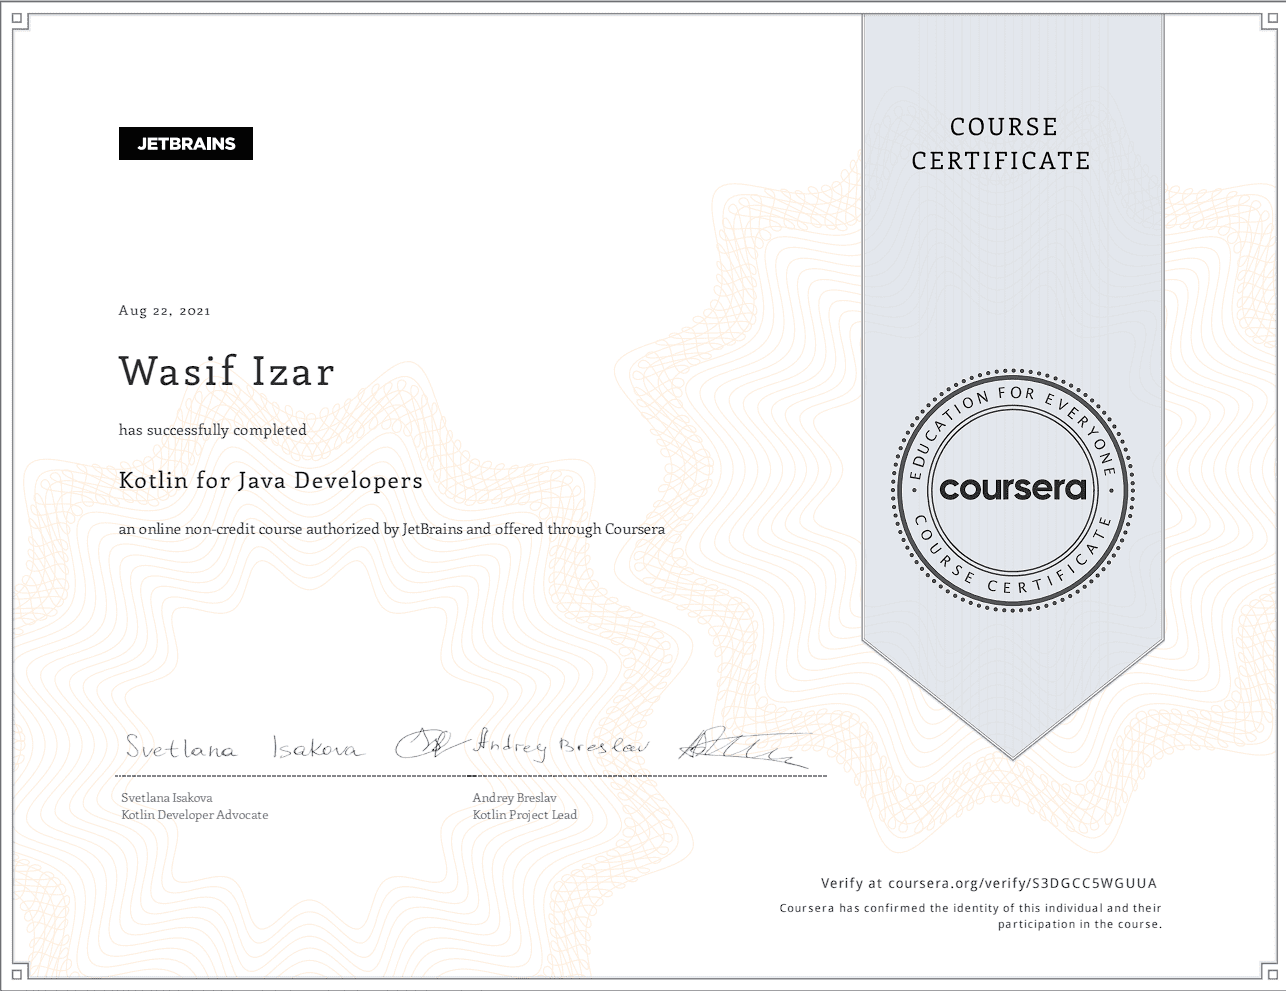 JETBRAINS
COURSE
CERTIFICATE
Aug 22, 2021
Wasif Izar
has successfully completed
Kotlin for Java Developers
an online non-credit course authorized by JetBrains and offered through Coursera
EDUCATION FOR EVERYONE
coursera
COURSE CERTIFICATE
Svetlana Isakova Andrey Breslav
Svetlana Isakova
Kotlin Developer Advocate
Andrey Breslav
Kotlin Project Lead
Verify at coursera.org/verify/S3DGCC5WGUUA
Coursera has confirmed the identity of this individual and their
participation in the course.